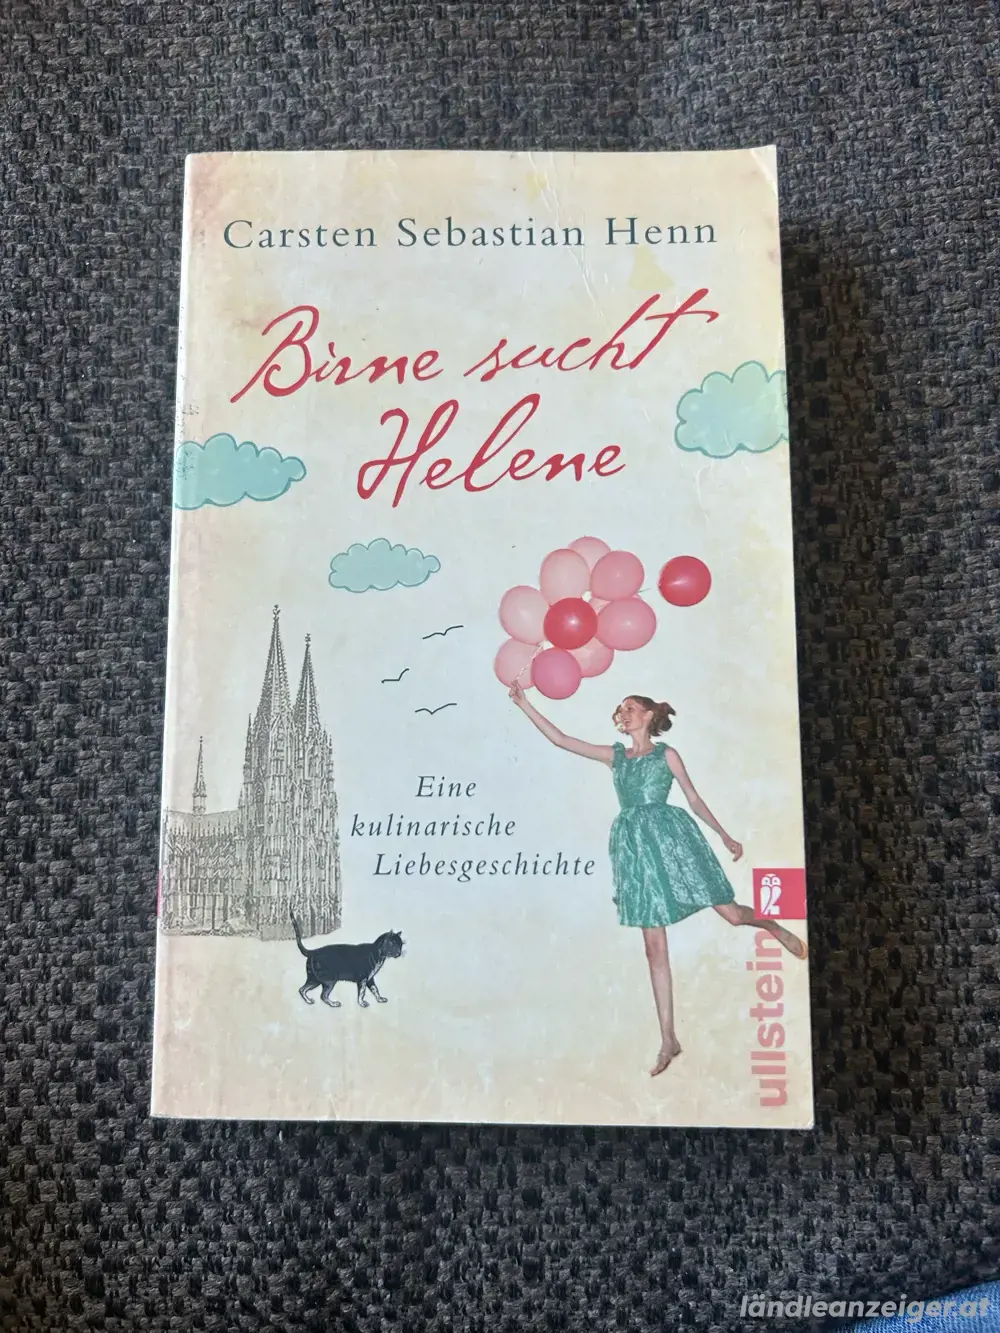 Carsten Sebastian Henn
Birne sucht
Helene
Eine
kulinarische
Liebesgeschichte
ullstein
ländleanzeiger.at